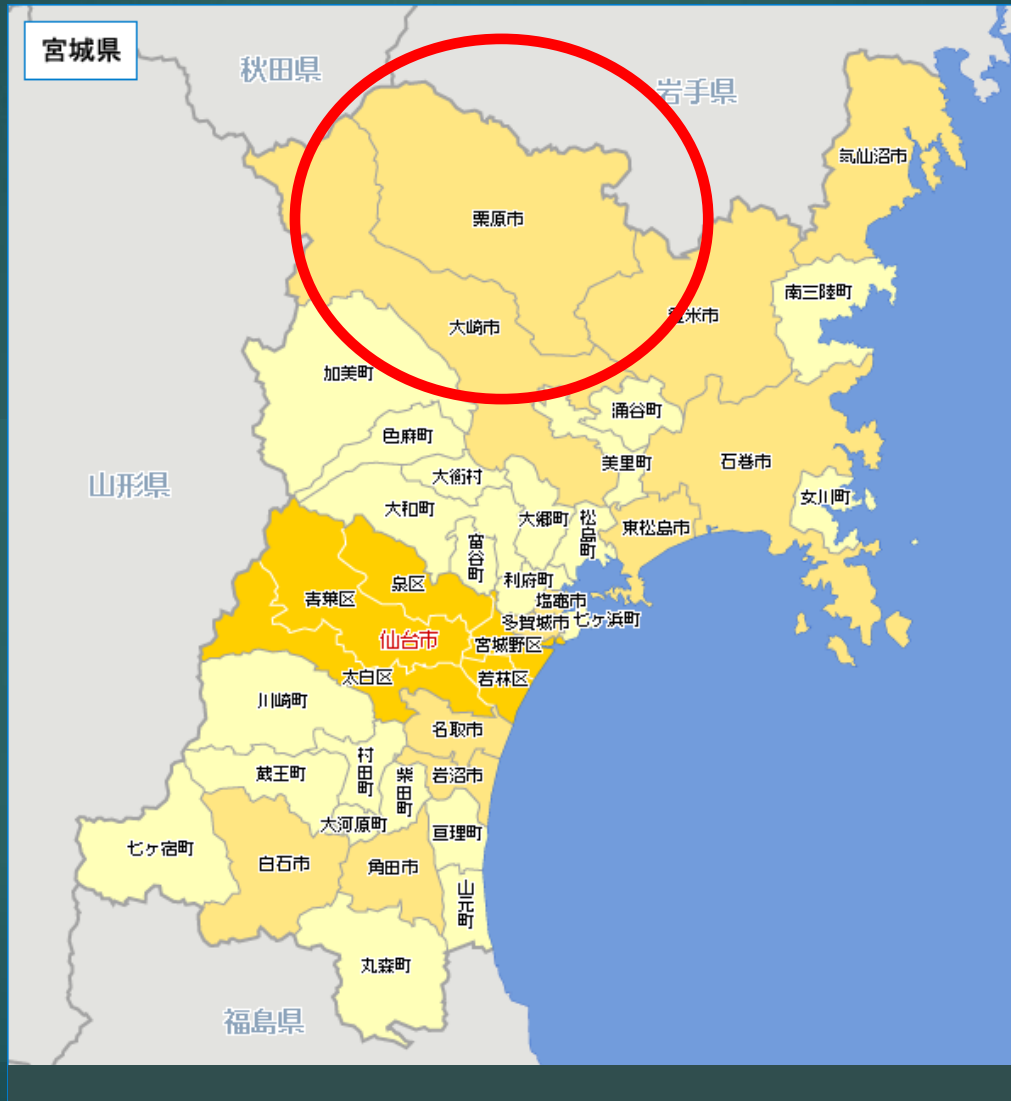 宮城県
秋田県
岩手県
気仙沼市
栗原市
南三陸町
登米市
大崎市
加美町
涌谷町
色麻町
美里町
石巻市
大衡村
女川町
大和町
大郷町
松島町
東松島市
富谷町
山形県
利府町
泉区
青葉区
塩竈市
多賀城市
七ヶ浜町
仙台市
宮城野区
太白区
若林区
川崎町
名取市
村田町
蔵王町
柴田町
岩沼市
大河原町
亘理町
七ヶ宿町
白石市
角田市
山元町
丸森町
福島県